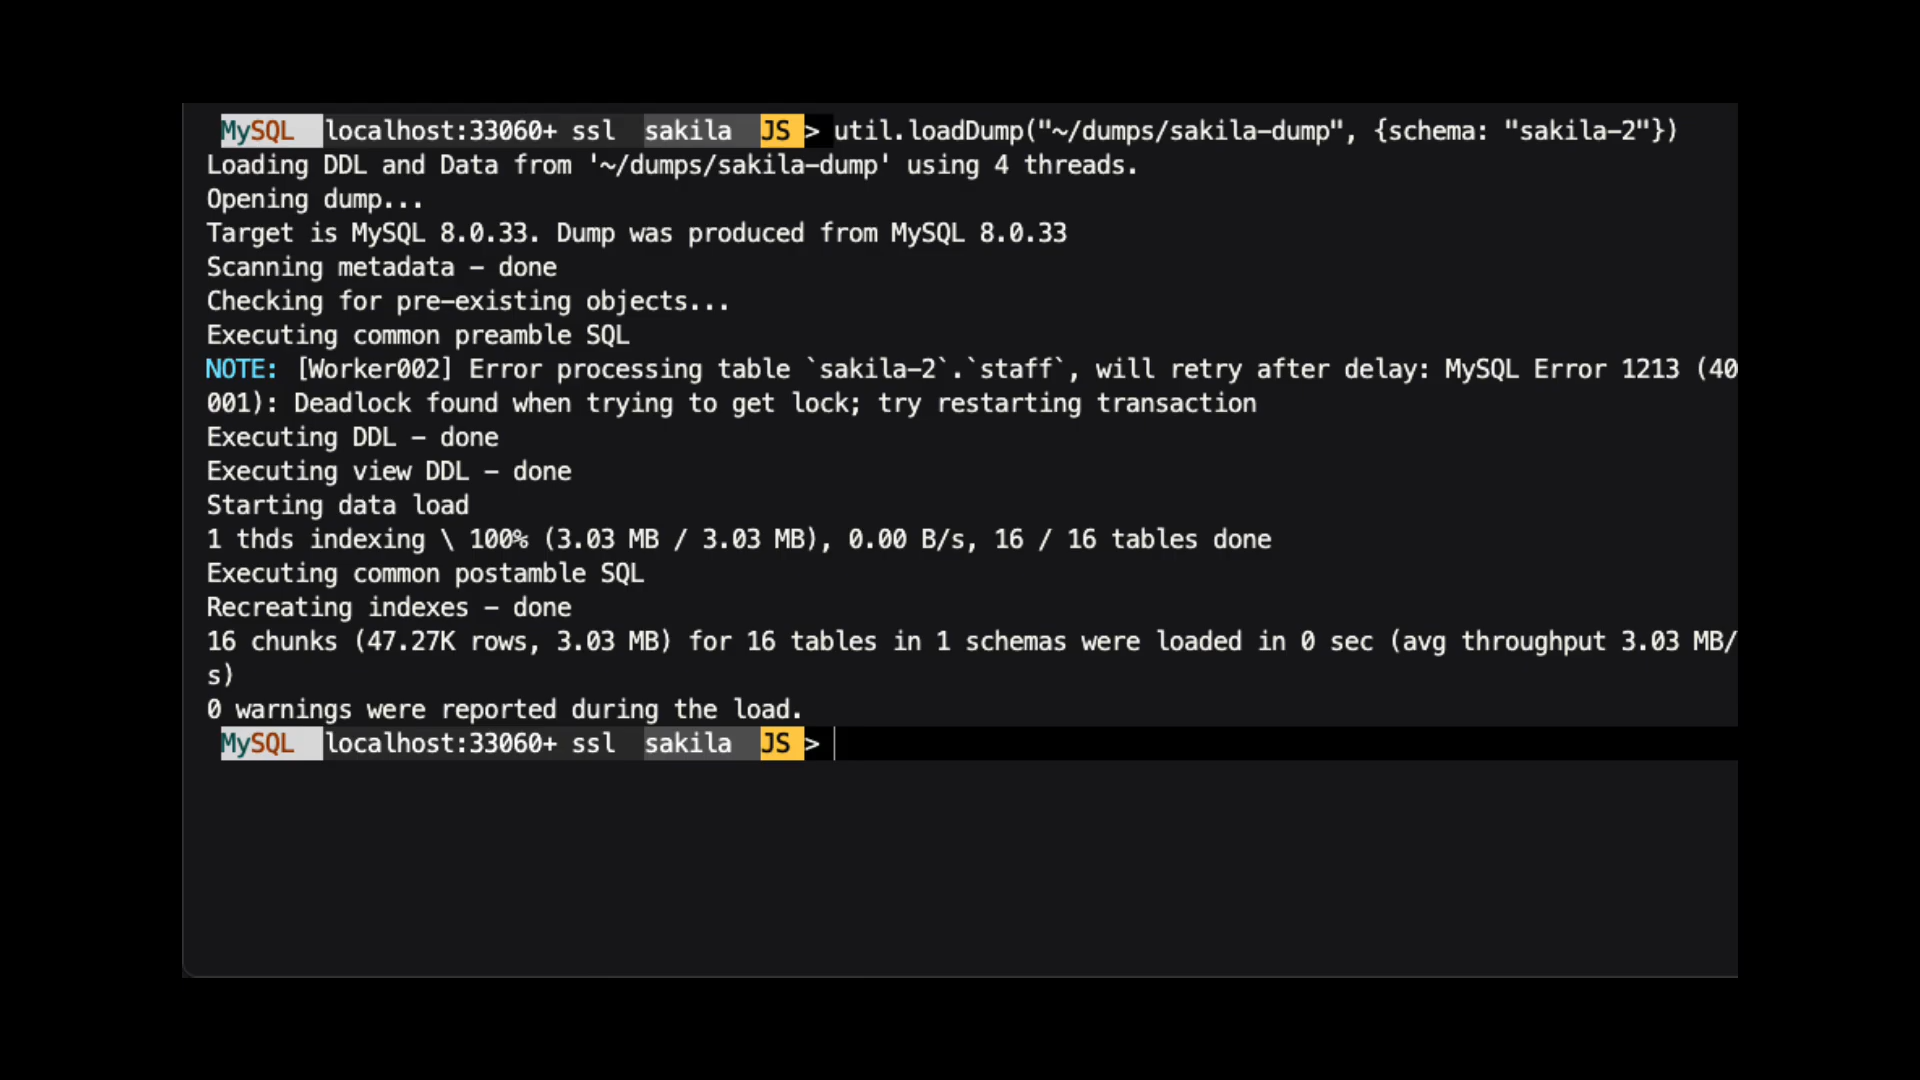 MySQL localhost:33060+ ssl sakila JS > util.loadDump("~/dumps/sakila-dump", {schema: "sakila-2"})
Loading DDL and Data from '~/dumps/sakila-dump' using 4 threads.
Opening dump...
Target is MySQL 8.0.33. Dump was produced from MySQL 8.0.33
Scanning metadata - done
Checking for pre-existing objects...
Executing common preamble SQL
NOTE: [Worker002] Error processing table `sakila-2`.`staff`, will retry after delay: MySQL Error 1213 (40
001): Deadlock found when trying to get lock; try restarting transaction
Executing DDL - done
Executing view DDL - done
Starting data load
1 thds indexing \ 100% (3.03 MB / 3.03 MB), 0.00 B/s, 16 / 16 tables done
Executing common postamble SQL
Recreating indexes - done
16 chunks (47.27K rows, 3.03 MB) for 16 tables in 1 schemas were loaded in 0 sec (avg throughput 3.03 MB/
s)
0 warnings were reported during the load.
MySQL localhost:33060+ ssl sakila JS >